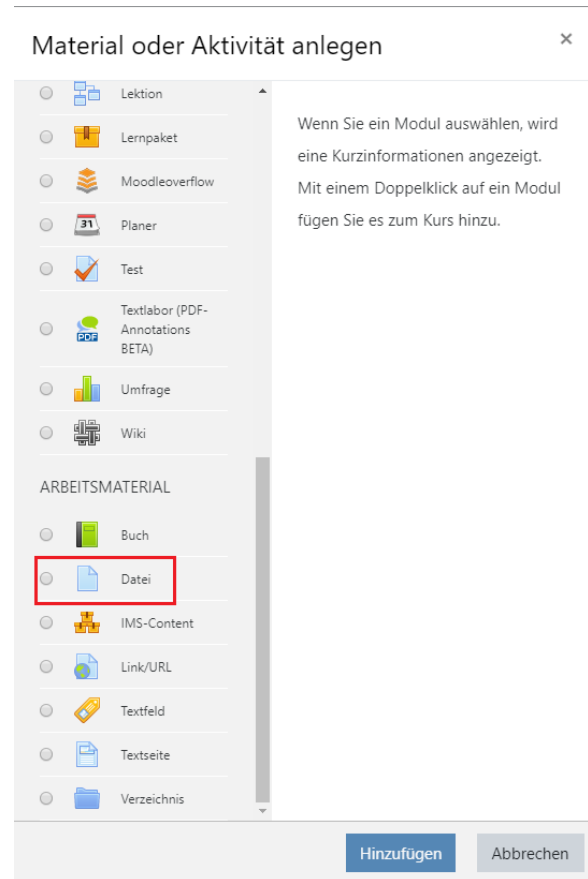 Material oder Aktivität anlegen
×
Lektion
Lernpaket
Moodleoverflow
31
Planer
Test
Textlabor (PDF-
Annotations
BETA)
PDF
Umfrage
Wiki
ARBEITSMATERIAL
Buch
Datei
IMS-Content
Link/URL
Textfeld
Textseite
Verzeichnis
Wenn Sie ein Modul auswählen, wird
eine Kurzinformationen angezeigt.
Mit einem Doppelklick auf ein Modul
fügen Sie es zum Kurs hinzu.
Hinzufügen
Abbrechen